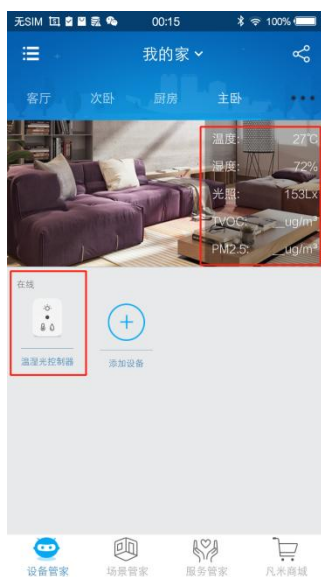 无SIM 00:15 100%
我的家
客厅 次卧 厨房 主卧
温度: 27℃
湿度: 72%
光照: 153Lx
TVOC: __ug/m³
PM2.5: __ug/m³
在线
温湿光控制器 添加设备
设备管家 场景管家 服务管家 凡米商城